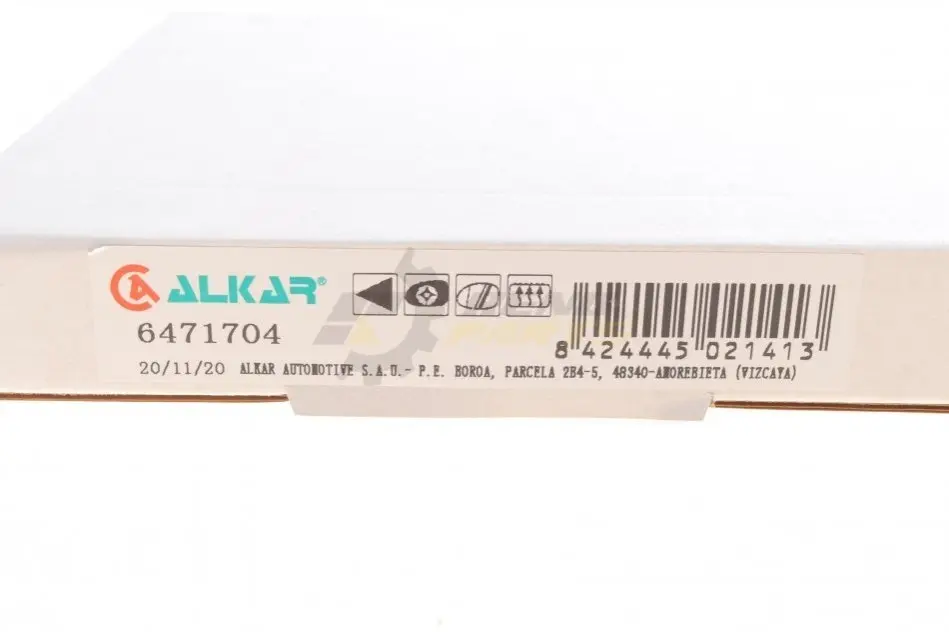 ALKAR®
6471704
8 424445 021413
20/11/20 ALKAR AUTOMOTIVE S.A.U.- P.E. BOROA, PARCELA 2B4-5, 48340-AMOREBIETA (VIZCAYA)